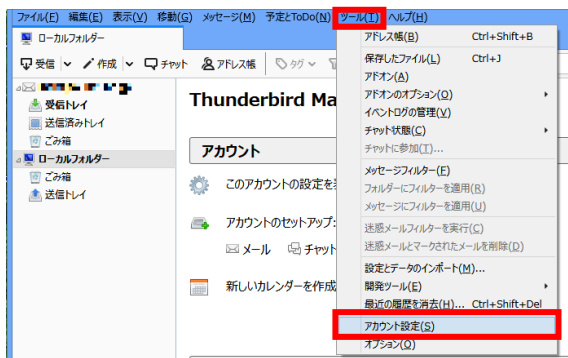 ファイル(F) 編集(E) 表示(V) 移動(G) メッセージ(M) 予定とToDo(N) ツール(T) ヘルプ(H)
ローカルフォルダー
受信 作成 チャット アドレス帳 タグ
受信トレイ
送信済みトレイ
ごみ箱
ローカルフォルダー
ごみ箱
送信トレイ
Thunderbird Ma
アカウント
このアカウントの設定を
アカウントのセットアップ:
メール チャット
新しいカレンダーを作成
アドレス帳(B) Ctrl+Shift+B
保存したファイル(L) Ctrl+J
アドオン(A)
アドオンのオプション(O)
イベントログの管理(V)
チャット状態(C)
チャットに参加(I)...
メッセージフィルター(F)
フォルダーにフィルターを適用(R)
メッセージにフィルターを適用(U)
迷惑メールフィルターを実行(C)
迷惑メールとマークされたメールを削除(D)
設定とデータのインポート(M)...
開発ツール(E)
最近の履歴を消去(H)... Ctrl+Shift+Del
アカウント設定(S)
オプション(O)